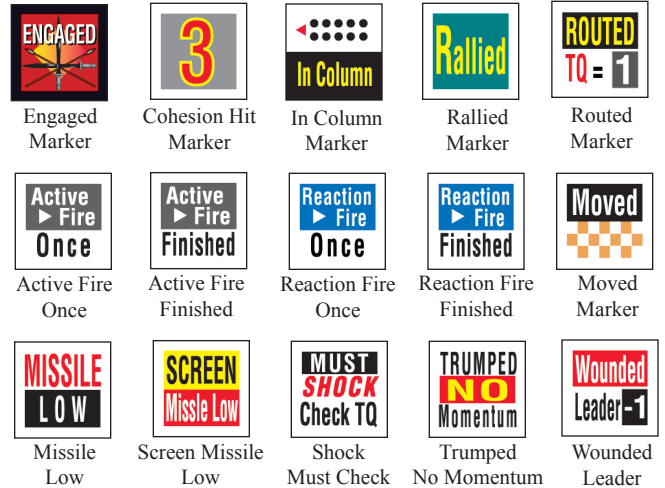 ENGAGED
3
In Column
Rallied
ROUTED
TQ = 1
Engaged
Marker
Cohesion Hit
Marker
In Column
Marker
Rallied
Marker
Routed
Marker
Active
Fire
Once
Active
Fire
Finished
Reaction
Fire
Once
Reaction
Fire
Finished
Moved
Active Fire
Once
Active Fire
Finished
Reaction Fire
Once
Reaction Fire
Finished
Moved
Marker
MISSILE
LOW
SCREEN
Missle Low
MUST
SHOCK
Check TQ
TRUMPED
NO
Momentum
Wounded
Leader -1
Missile
Low
Screen Missile
Low
Shock
Must Check
Trumped
No Momentum
Wounded
Leader